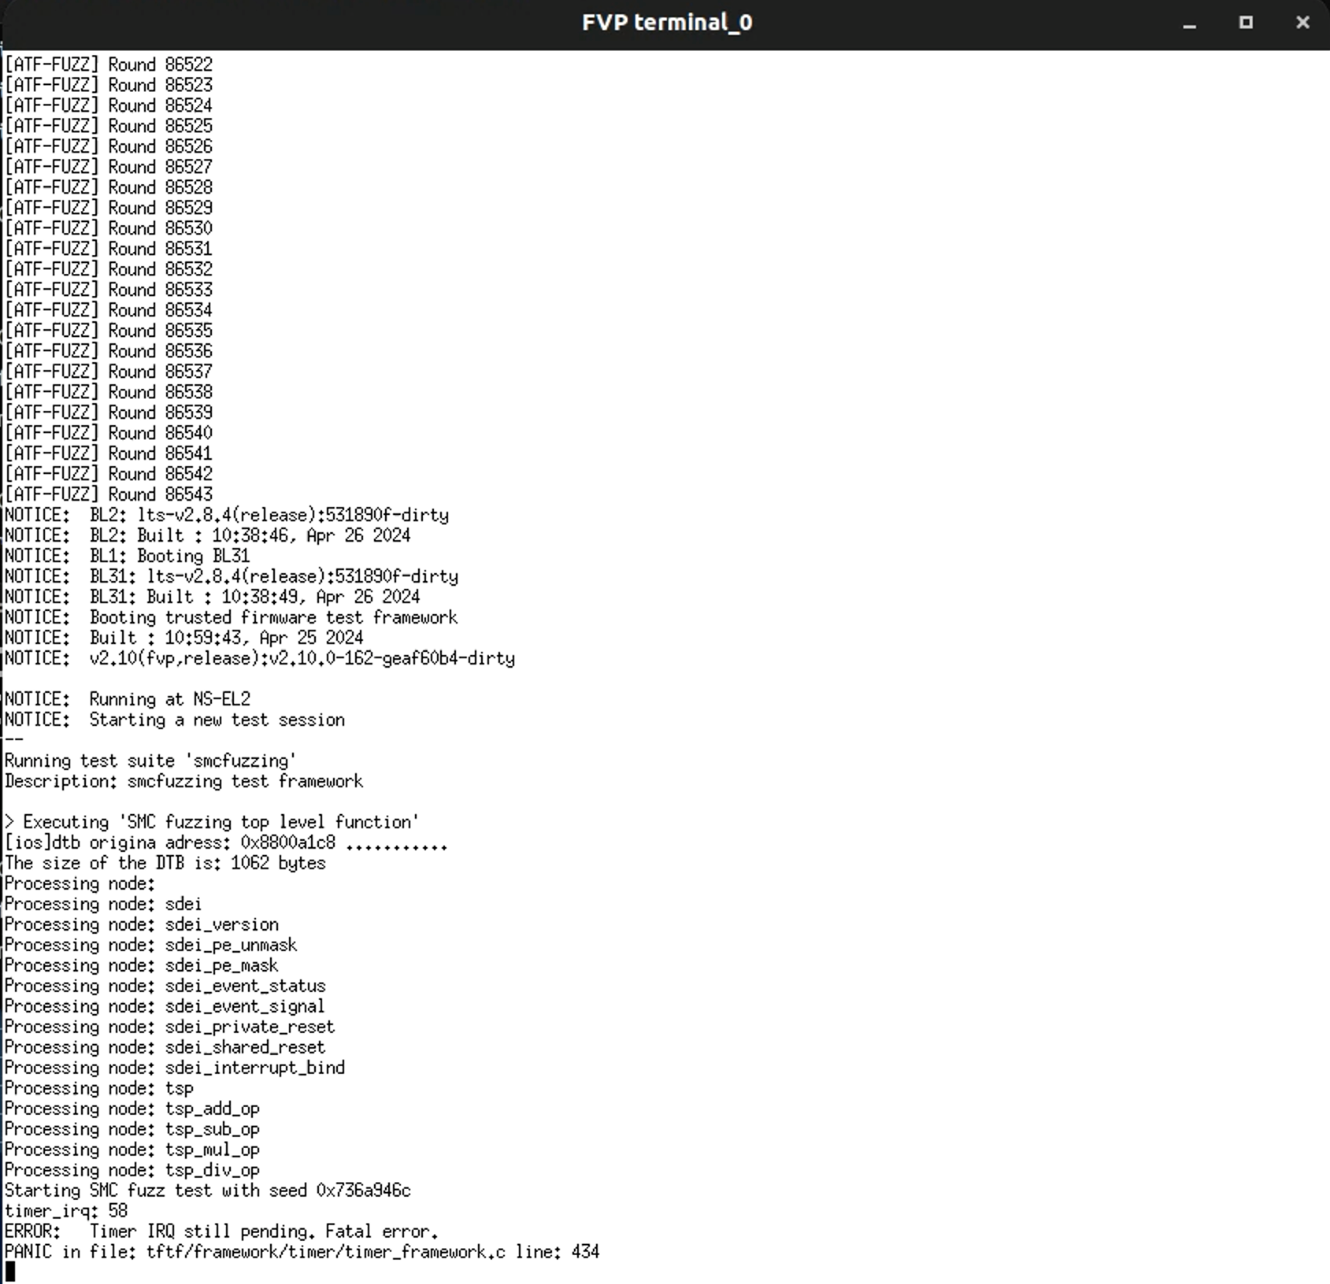 FVP terminal_0
[ATF-FUZZ] Round 86522
[ATF-FUZZ] Round 86523
[ATF-FUZZ] Round 86524
[ATF-FUZZ] Round 86525
[ATF-FUZZ] Round 86526
[ATF-FUZZ] Round 86527
[ATF-FUZZ] Round 86528
[ATF-FUZZ] Round 86529
[ATF-FUZZ] Round 86530
[ATF-FUZZ] Round 86531
[ATF-FUZZ] Round 86532
[ATF-FUZZ] Round 86533
[ATF-FUZZ] Round 86534
[ATF-FUZZ] Round 86535
[ATF-FUZZ] Round 86536
[ATF-FUZZ] Round 86537
[ATF-FUZZ] Round 86538
[ATF-FUZZ] Round 86539
[ATF-FUZZ] Round 86540
[ATF-FUZZ] Round 86541
[ATF-FUZZ] Round 86542
[ATF-FUZZ] Round 86543
NOTICE:  BL2: lts-v2.8.4(release):531890f-dirty
NOTICE:  BL2: Built : 10:38:46, Apr 26 2024
NOTICE:  BL1: Booting BL31
NOTICE:  BL31: lts-v2.8.4(release):531890f-dirty
NOTICE:  BL31: Built : 10:38:49, Apr 26 2024
NOTICE:  Booting trusted firmware test framework
NOTICE:  Built : 10:59:43, Apr 25 2024
NOTICE:  v2.10(fvp,release):v2.10.0-162-geaf60b4-dirty
NOTICE:  Running at NS-EL2
NOTICE:  Starting a new test session
--
Running test suite 'smcfuzzing'
Description: smcfuzzing test framework
> Executing 'SMC fuzzing top level function'
[ios]dtb origina adress: 0x8800a1c8 ...........
The size of the DTB is: 1062 bytes
Processing node:
Processing node: sdei
Processing node: sdei_version
Processing node: sdei_pe_unmask
Processing node: sdei_pe_mask
Processing node: sdei_event_status
Processing node: sdei_event_signal
Processing node: sdei_private_reset
Processing node: sdei_shared_reset
Processing node: sdei_interrupt_bind
Processing node: tsp
Processing node: tsp_add_op
Processing node: tsp_sub_op
Processing node: tsp_mul_op
Processing node: tsp_div_op
Starting SMC fuzz test with seed 0x736a946c
timer_irq: 58
ERROR:   Timer IRQ still pending. Fatal error.
PANIC in file: tftf/framework/timer/timer_framework.c line: 434